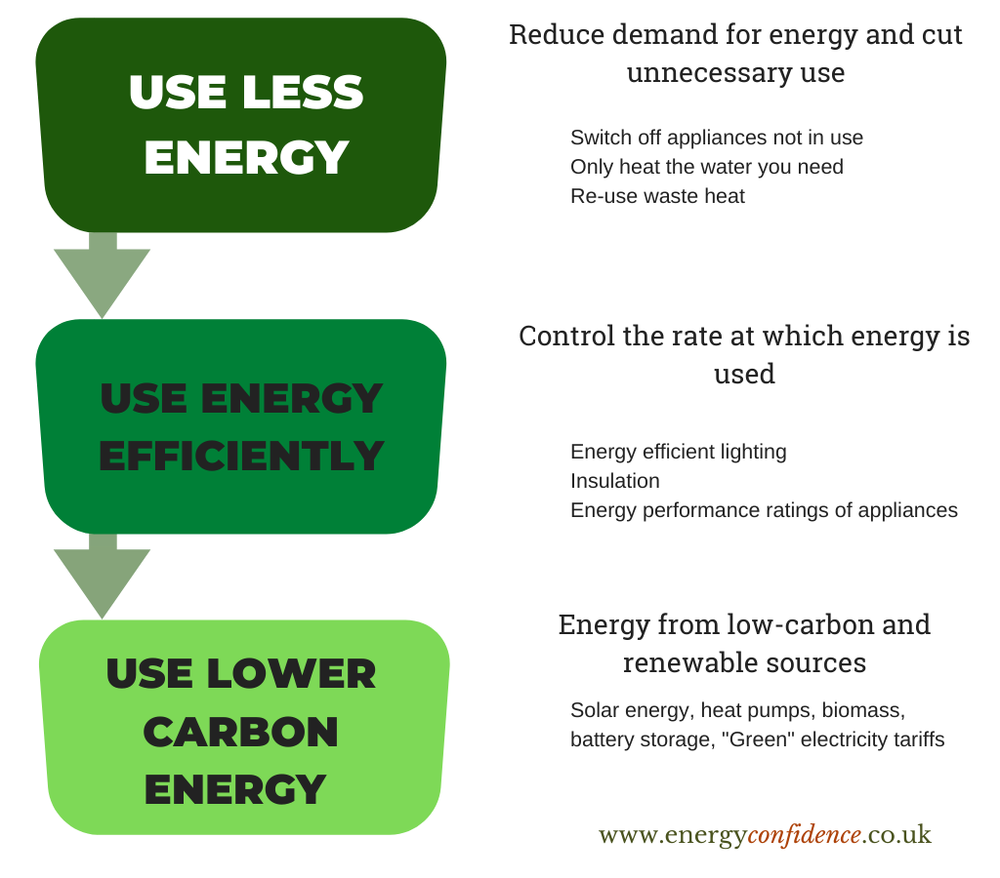 USE LESS
ENERGY
Reduce demand for energy and cut
unnecessary use
Switch off appliances not in use
Only heat the water you need
Re-use waste heat
USE ENERGY
EFFICIENTLY
Control the rate at which energy is
used
Energy efficient lighting
Insulation
Energy performance ratings of appliances
USE LOWER
CARBON
ENERGY
Energy from low-carbon and
renewable sources
Solar energy, heat pumps, biomass,
battery storage, "Green" electricity tariffs
www.energyconfidence.co.uk